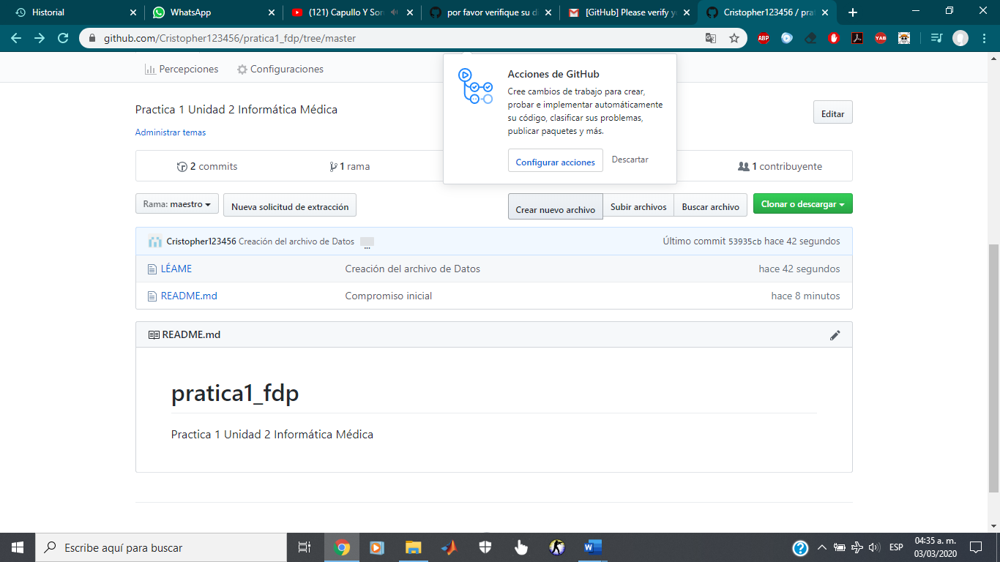 Historial
WhatsApp
(121) Capullo Y Sor
por favor verifique su d
[GitHub] Please verify y
Cristopher123456 / prat
github.com/Cristopher123456/pratica1_fdp/tree/master
ABP
YAB
Percepciones
Configuraciones
Acciones de GitHub
Cree cambios de trabajo para crear,
probar e implementar automáticamente
su código, clasificar sus problemas,
publicar paquetes y más.
Configurar acciones
Descartar
Practica 1 Unidad 2 Informática Médica
Editar
Administrar temas
2 commits
1 rama
1 contribuyente
Rama: maestro
Nueva solicitud de extracción
Crear nuevo archivo
Subir archivos
Buscar archivo
Clonar o descargar
Cristopher123456 Creación del archivo de Datos ...
Último commit 53935cb hace 42 segundos
LÉAME
Creación del archivo de Datos
hace 42 segundos
README.md
Compromiso inicial
hace 8 minutos
README.md
pratica1_fdp
Practica 1 Unidad 2 Informática Médica
Escribe aquí para buscar
ESP
04:35 a. m.
03/03/2020